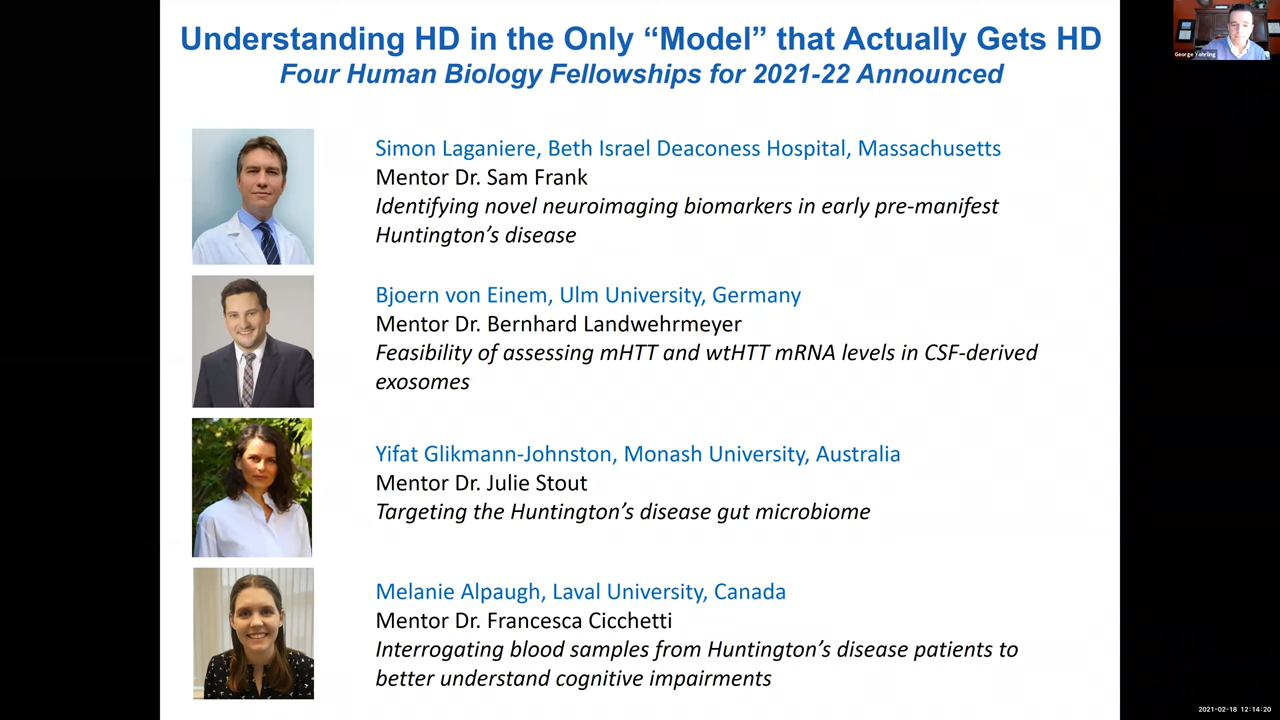 Understanding HD in the Only “Model” that Actually Gets HD
Four Human Biology Fellowships for 2021-22 Announced
George Yohrling
Simon Laganiere, Beth Israel Deaconess Hospital, Massachusetts
Mentor Dr. Sam Frank
Identifying novel neuroimaging biomarkers in early pre-manifest
Huntington’s disease
Bjoern von Einem, Ulm University, Germany
Mentor Dr. Bernhard Landwehrmeyer
Feasibility of assessing mHTT and wtHTT mRNA levels in CSF-derived
exosomes
Yifat Glikmann-Johnston, Monash University, Australia
Mentor Dr. Julie Stout
Targeting the Huntington’s disease gut microbiome
Melanie Alpaugh, Laval University, Canada
Mentor Dr. Francesca Cicchetti
Interrogating blood samples from Huntington’s disease patients to
better understand cognitive impairments
2021-02-18 12:14:20